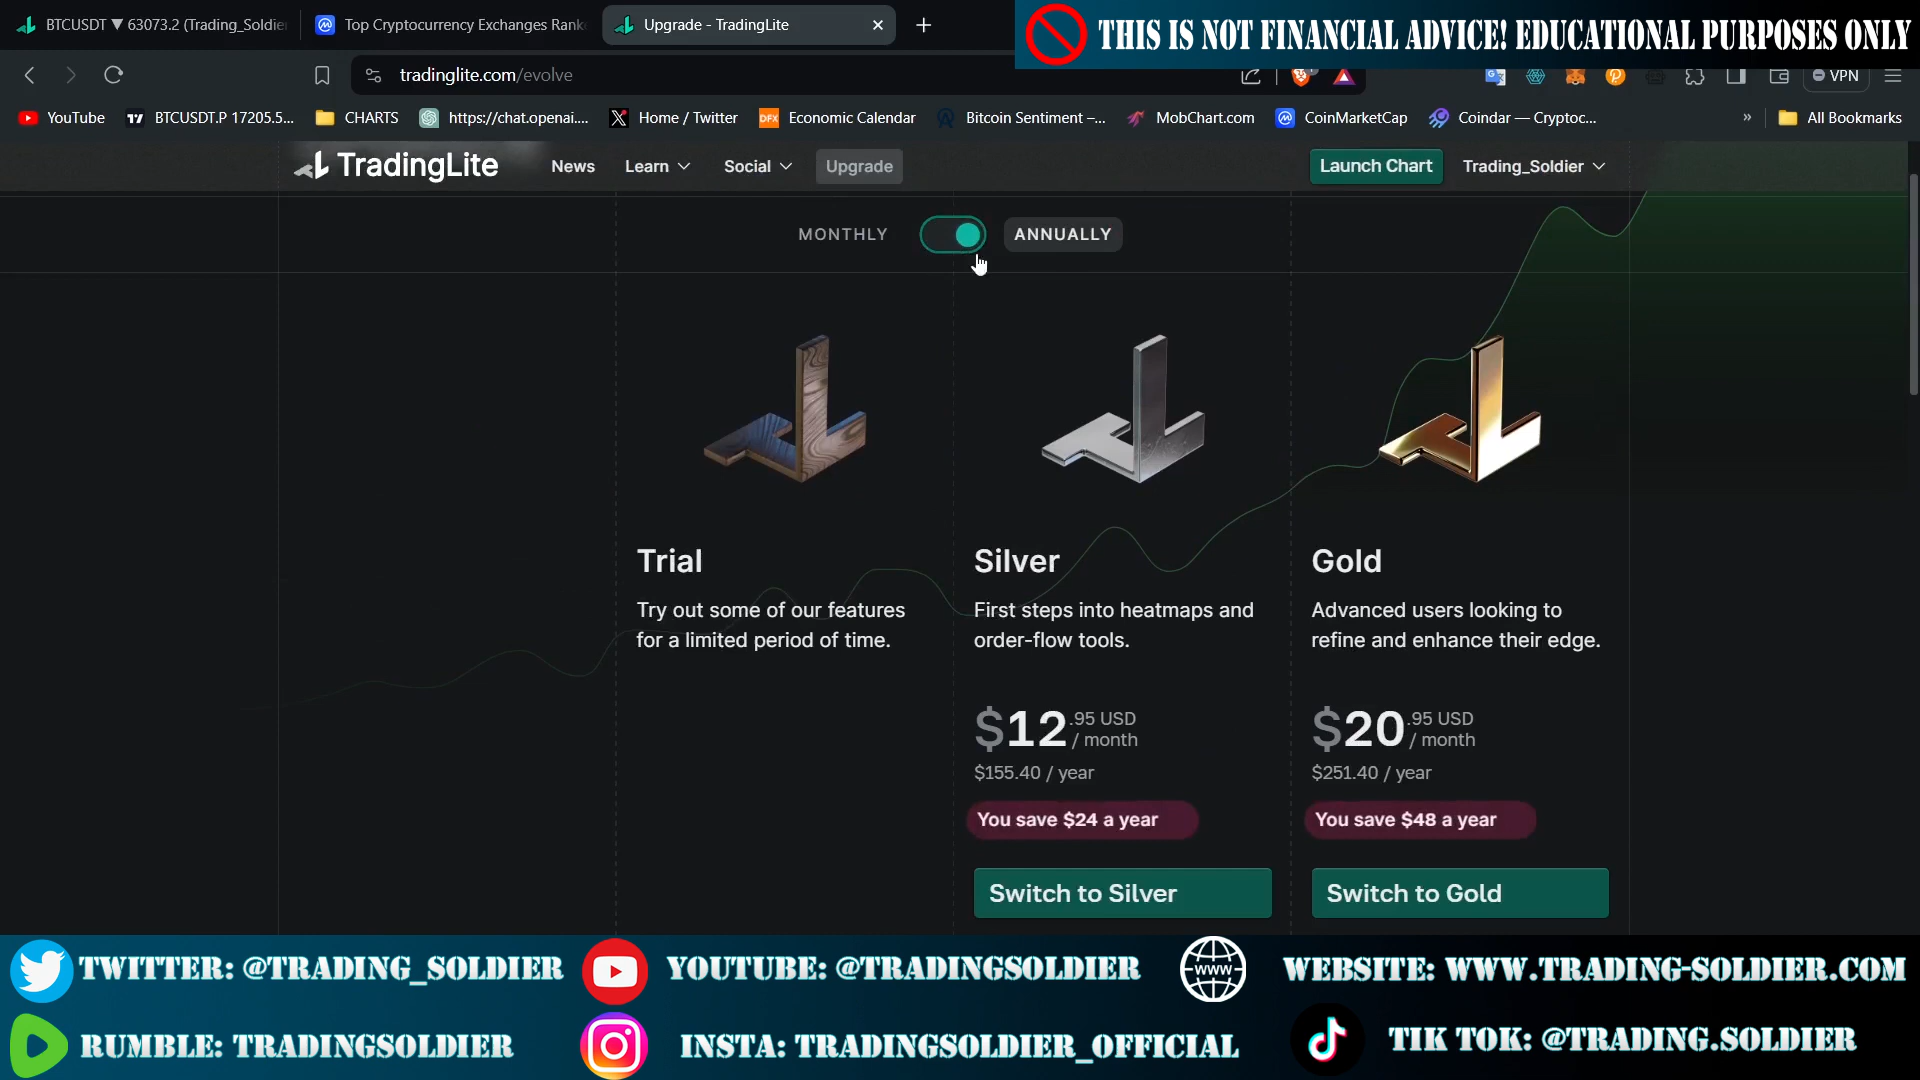 BTCUSDT ▼ 63073.2 (Trading_Soldie
Top Cryptocurrency Exchanges Rank
Upgrade - TradingLite
THIS IS NOT FINANCIAL ADVICE! EDUCATIONAL PURPOSES ONLY
tradinglite.com/evolve
VPN
YouTube
BTCUSDT.P 17205.5...
CHARTS
https://chat.openai....
Home / Twitter
Economic Calendar
Bitcoin Sentiment –...
MobChart.com
CoinMarketCap
Coindar — Cryptoc...
»
All Bookmarks
TradingLite
News
Learn
Social
Upgrade
Launch Chart
Trading_Soldier
MONTHLY
ANNUALLY
Trial
Try out some of our features
for a limited period of time.
Silver
First steps into heatmaps and
order-flow tools.
$12.95 USD
/ month
$155.40 / year
You save $24 a year
Switch to Silver
Gold
Advanced users looking to
refine and enhance their edge.
$20.95 USD
/ month
$251.40 / year
You save $48 a year
Switch to Gold
TWITTER: @TRADING_SOLDIER
YOUTUBE: @TRADINGSOLDIER
WWW
WEBSITE: WWW.TRADING-SOLDIER.COM
RUMBLE: TRADINGSOLDIER
INSTA: TRADINGSOLDIER_OFFICIAL
TIK TOK: @TRADING.SOLDIER